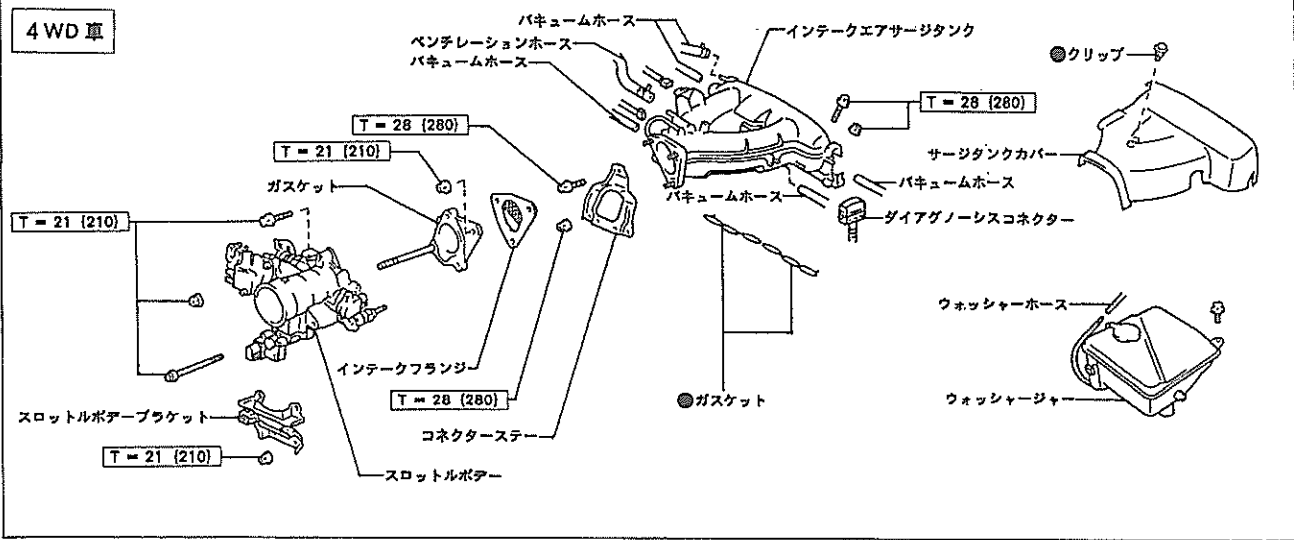 4WD 車
バキュームホース
ベンチレーションホース
バキュームホース
インテークエアサージタンク
●クリップ
T = 28 {280}
T = 28 {280}
T = 21 {210}
ガスケット
サージタンクカバー
バキュームホース
バキュームホース
ダイアグノーシスコネクター
T = 21 {210}
ウォッシャーホース
インテークフランジ
T = 28 {280}
●ガスケット
ウォッシャージャー
スロットルボデーブラケット
コネクターステー
T = 21 {210}
スロットルボデー